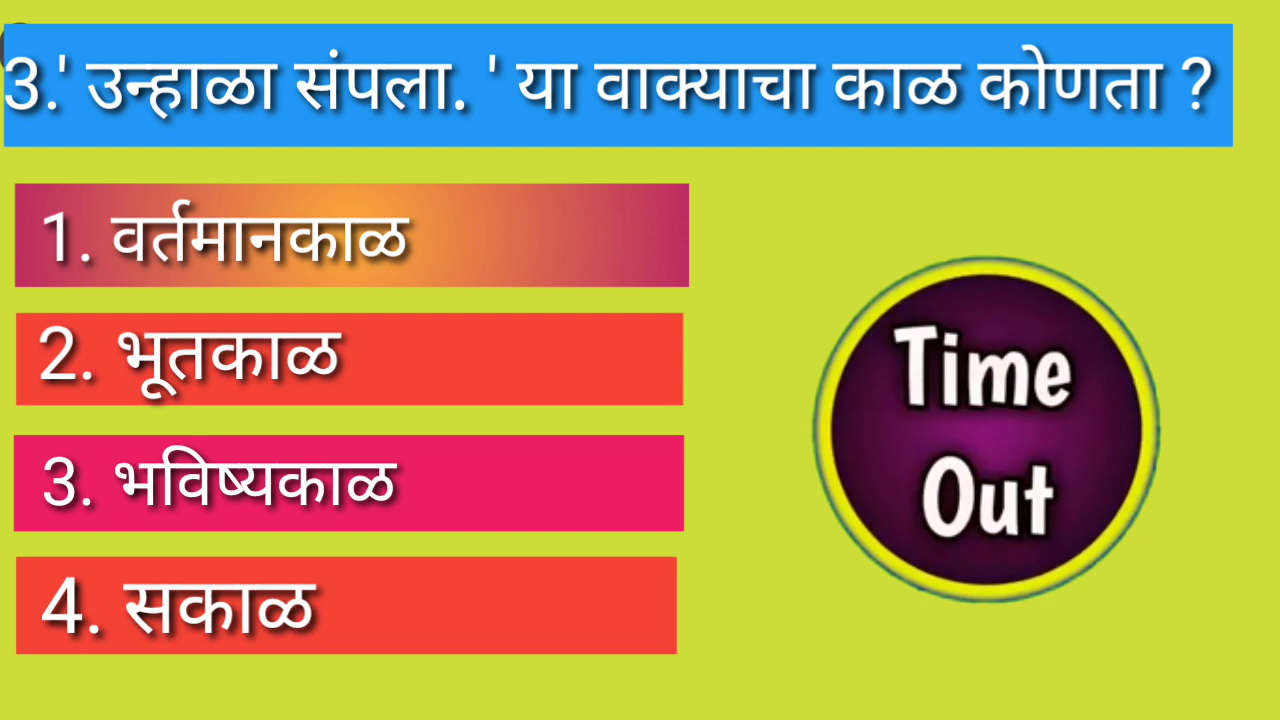 3.' उन्हाळा संपला. ' या वाक्याचा काळ कोणता ?
1. वर्तमानकाळ
2. भूतकाळ
3. भविष्यकाळ
4. सकाळ
Time
Out